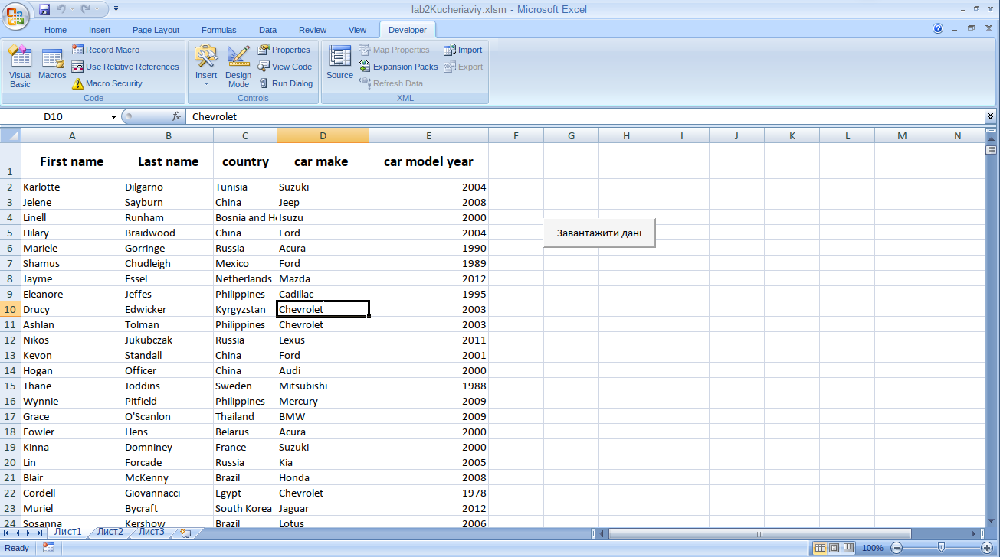 lab2Kucheriaviy.xlsm - Microsoft Excel
Home Insert Page Layout Formulas Data Review View Developer
Visual Basic
Macros
Record Macro
Use Relative References
Macro Security
Code
Insert
Design Mode
Properties
View Code
Run Dialog
Controls
Source
Map Properties
Expansion Packs
Refresh Data
Import
Export
XML
D10 fx Chevrolet
A B C D E F G H I J K L M N
1 First name Last name country car make car model year
2 Karlotte Dilgarno Tunisia Suzuki 2004
3 Jelene Sayburn China Jeep 2008
4 Linell Runham Bosnia and He Isuzu 2000
5 Hilary Braidwood China Ford 2004 Завантажити дані
6 Mariele Gorringe Russia Acura 1990
7 Shamus Chudleigh Mexico Ford 1989
8 Jayme Essel Netherlands Mazda 2012
9 Eleanore Jeffes Philippines Cadillac 1995
10 Drucy Edwicker Kyrgyzstan Chevrolet 2003
11 Ashlan Tolman Philippines Chevrolet 2003
12 Nikos Jukubczak Russia Lexus 2011
13 Kevon Standall China Ford 2001
14 Hogan Officer China Audi 2000
15 Thane Joddins Sweden Mitsubishi 1988
16 Wynnie Pitfield Philippines Mercury 2009
17 Grace O'Scanlon Thailand BMW 2009
18 Fowler Hens Belarus Acura 2000
19 Kinna Domniney France Suzuki 2000
20 Lin Forcade Russia Kia 2005
21 Blair McKenny Brazil Honda 2008
22 Cordell Giovannacci Egypt Chevrolet 1978
23 Muriel Bycraft South Korea Jaguar 2012
24 Sosanna Kershow Brazil Lotus 2006
Лист1 Лист2 Лист3
Ready 100%